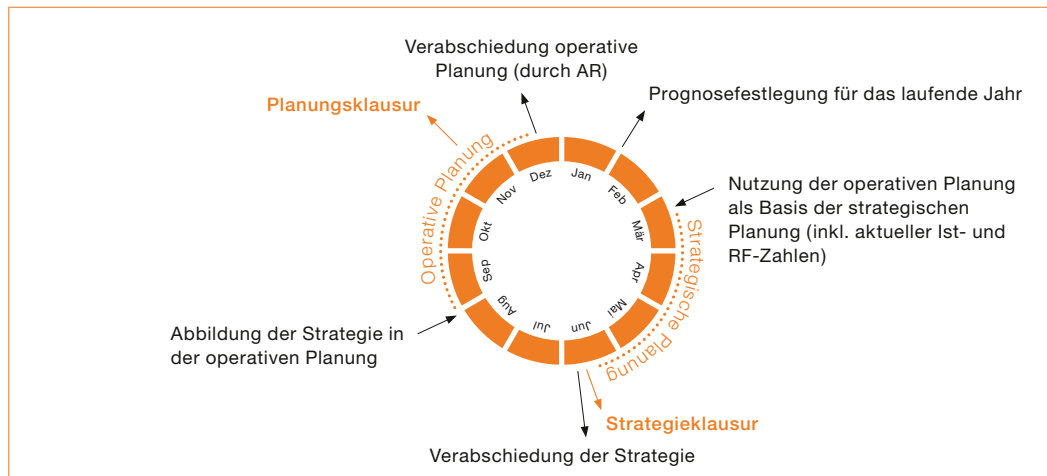 Verabschiedung operative
Planung (durch AR)
Planungsklausur
Prognosefestlegung für das laufende Jahr
Operative Planung
Dez
Jan
Nov
Feb
Okt
Mär
Sep
Apr
Aug
Mai
Jul
Jun
Nutzung der operativen Planung
als Basis der strategischen
Planung (inkl. aktueller Ist- und
RF-Zahlen)
Strategische Planung
Abbildung der Strategie in
der operativen Planung
Strategieklausur
Verabschiedung der Strategie